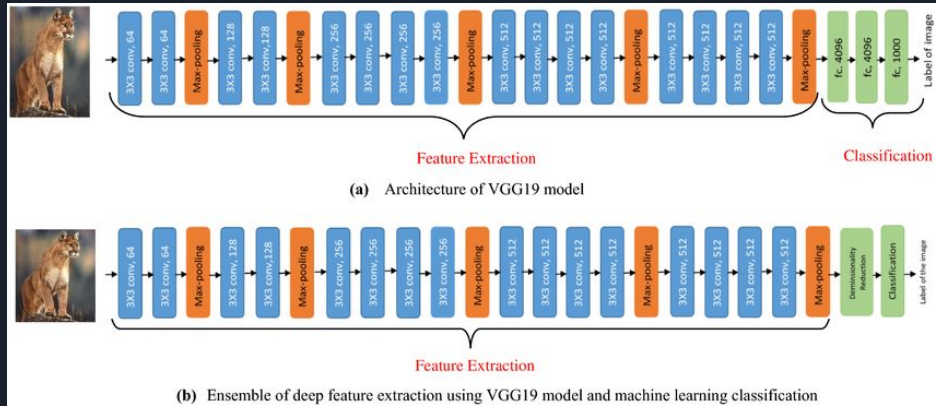 3X3 conv, 64
3X3 conv, 64
Max-pooling
3X3 conv, 128
3X3 conv,128
Max-pooling
3X3 conv, 256
3X3 conv, 256
3X3 conv, 256
3X3 conv, 256
Max-pooling
3X3 conv, 512
3X3 conv, 512
3X3 conv, 512
3X3 conv, 512
Max-pooling
3X3 conv, 512
3X3 conv, 512
3X3 conv, 512
3X3 conv, 512
Max-pooling
fc, 4096
fc, 4096
fc, 1000
Label of image
Feature Extraction
Classification
(a) Architecture of VGG19 model
3X3 conv, 64
3X3 conv, 64
Max-pooling
3X3 conv, 128
3X3 conv,128
Max-pooling
3X3 conv, 256
3X3 conv, 256
3X3 conv, 256
3X3 conv, 256
Max-pooling
3X3 conv, 512
3X3 conv, 512
3X3 conv, 512
3X3 conv, 512
Max-pooling
3X3 conv, 512
3X3 conv, 512
3X3 conv, 512
3X3 conv, 512
Max-pooling
Deminsionality
Reduction
Classification
Label of the image
Feature Extraction
(b) Ensemble of deep feature extraction using VGG19 model and machine learning classification